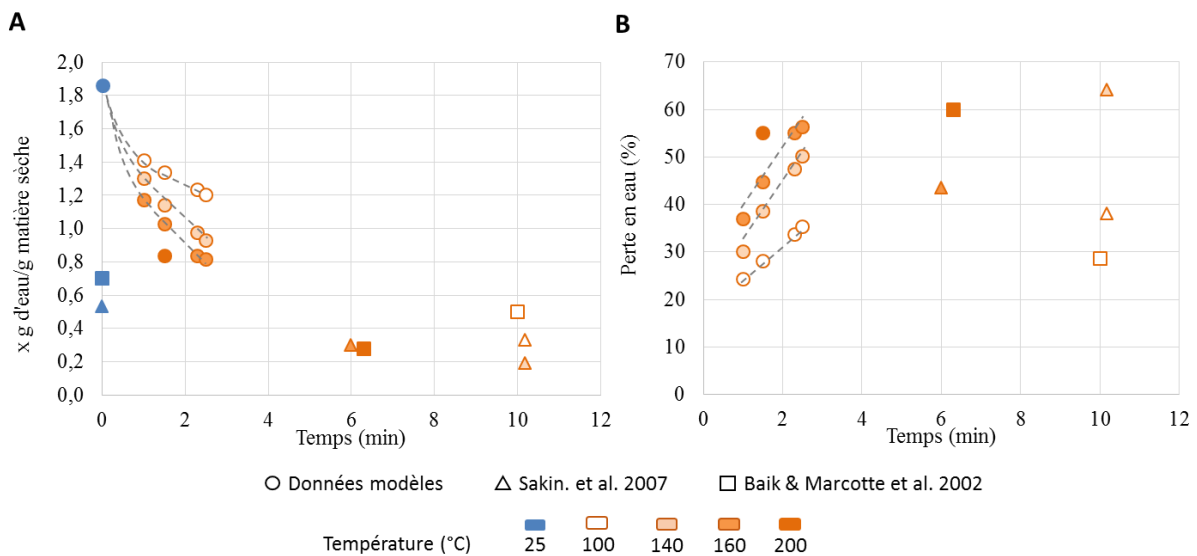 A
B
x g d'eau/g matière sèche
2,0
1,8
1,6
1,4
1,2
1,0
0,8
0,6
0,4
0,2
0,0
0 2 4 6 8 10 12
Temps (min)
Perte en eau (%)
70
60
50
40
30
20
10
0
0 2 4 6 8 10 12
Temps (min)
Données modèles Sakin. et al. 2007 Baik & Marcotte et al. 2002
Température (°C) 25 100 140 160 200